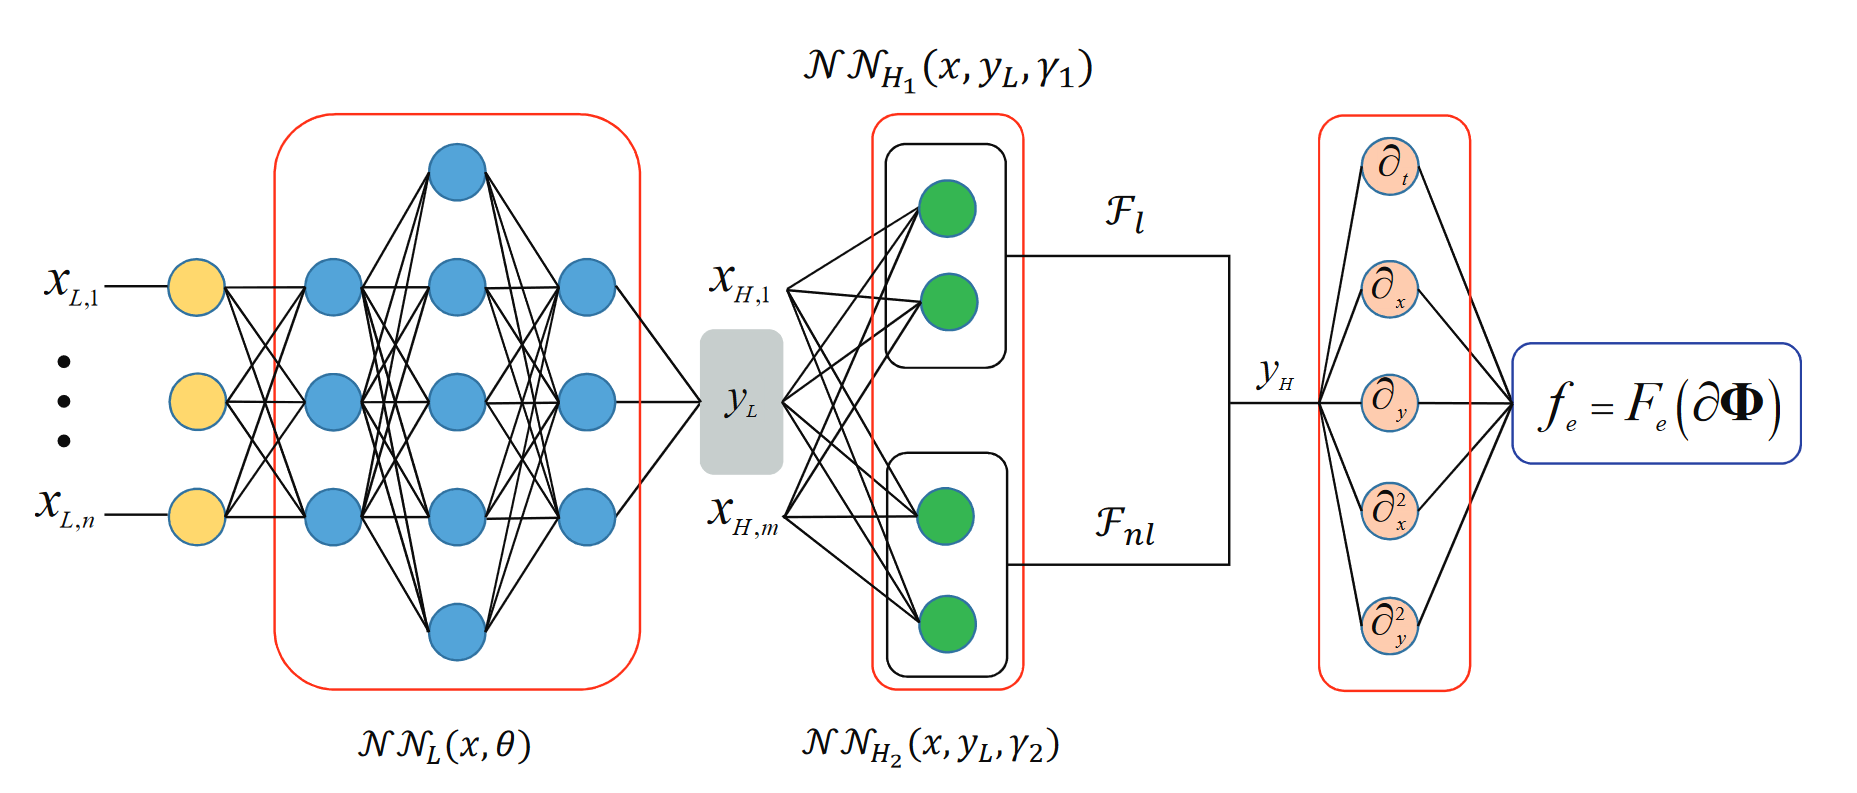 𝒩𝒩_{H_1}(x, y_L, γ_1)
x_{L,1}
x_{L,n}
x_{H,1}
y_L
x_{H,m}
ℱ_l
ℱ_{nl}
y_H
∂_t
∂_x
∂_y
∂_x^2
∂_y^2
f_e = F_e(∂𝚽)
𝒩𝒩_L(x, θ)
𝒩𝒩_{H_2}(x, y_L, γ_2)